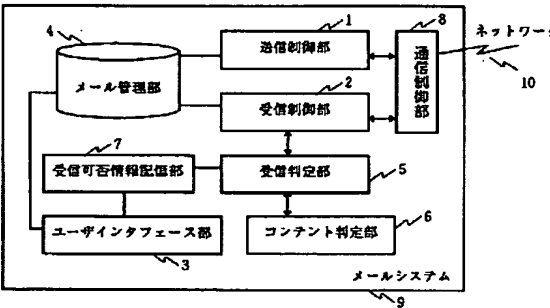 1
8
ネットワーク
4
送信制御部
通信制御部
メール管理部
2
10
受信制御部
7
受信可否情報記憶部
受信判定部
5
ユーザインタフェース部
コンテント判定部
6
3
メールシステム
9